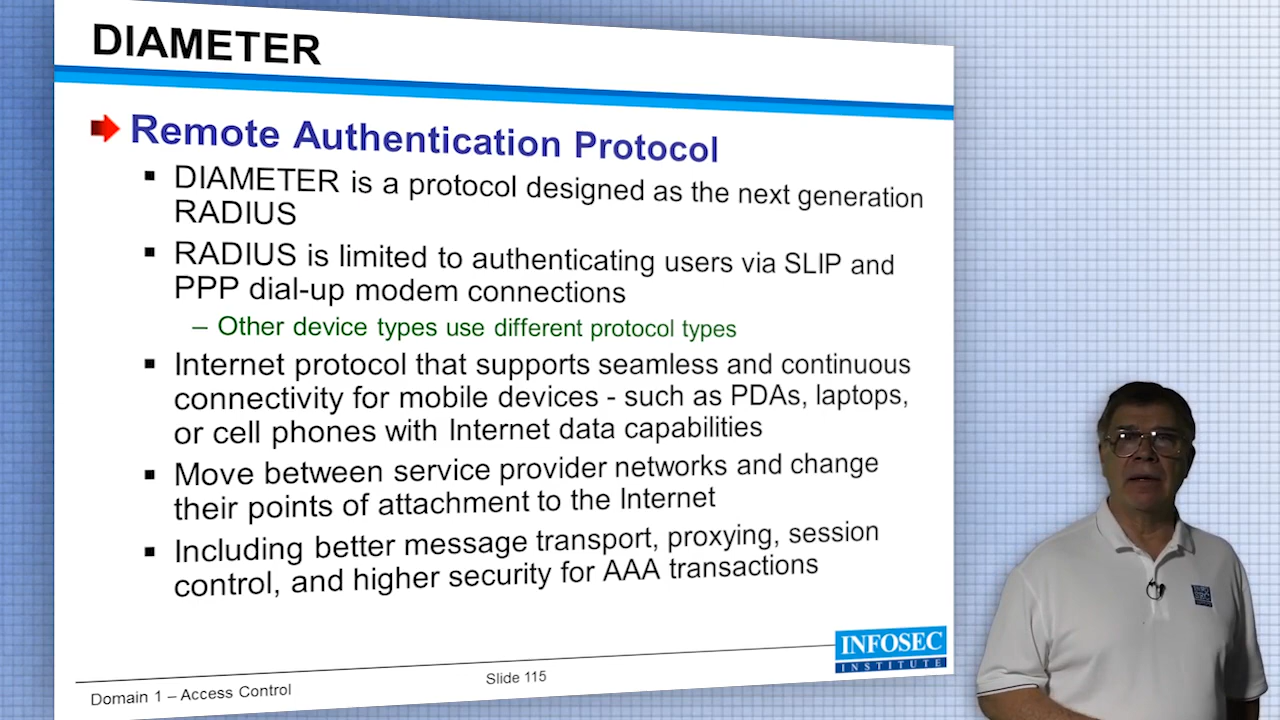 DIAMETER
Remote Authentication Protocol
DIAMETER is a protocol designed as the next generation
RADIUS
RADIUS is limited to authenticating users via SLIP and
PPP dial-up modem connections
– Other device types use different protocol types
Internet protocol that supports seamless and continuous
connectivity for mobile devices - such as PDAs, laptops,
or cell phones with Internet data capabilities
Move between service provider networks and change
their points of attachment to the Internet
Including better message transport, proxying, session
control, and higher security for AAA transactions
INFOSEC
INSTITUTE
Domain 1 – Access Control
Slide 115
INFO
SEC